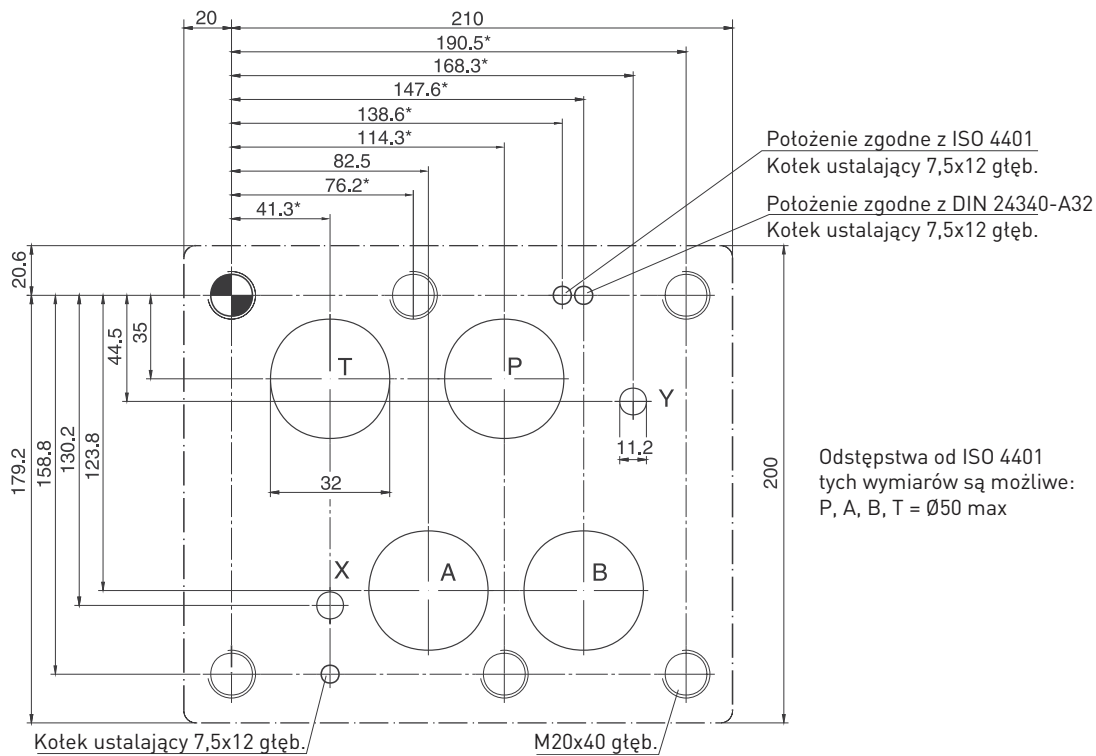 20
210
190.5*
168.3*
147.6*
138.6*
114.3*
82.5
76.2*
41.3*
Położenie zgodne z ISO 4401
Kołek ustalający 7,5x12 głęb.
Położenie zgodne z DIN 24340-A32
Kołek ustalający 7,5x12 głęb.
20.6
35
44.5
T
P
Y
11.2
32
179.2
158.8
130.2
123.8
200
Odstępstwa od ISO 4401
tych wymiarów są możliwe:
P, A, B, T = Ø50 max
X
A
B
Kołek ustalający 7,5x12 głęb.
M20x40 głęb.